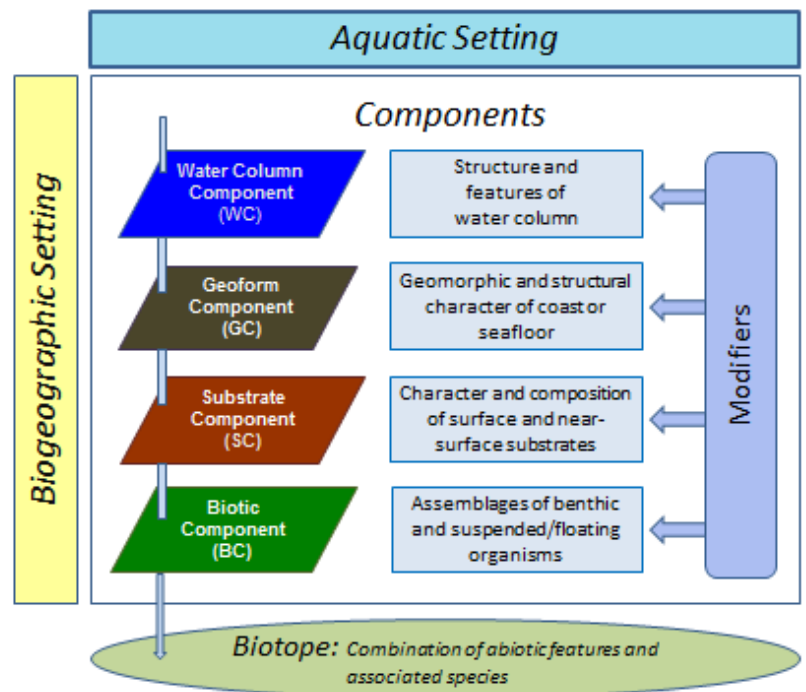 Aquatic Setting
Biogeographic Setting
Components
Water Column
Component
(WC)
Structure and
features of
water column
Geoform
Component
(GC)
Geomorphic and structural
character of coast or
seafloor
Substrate
Component
(SC)
Character and composition
of surface and near-
surface substrates
Biotic
Component
(BC)
Assemblages of benthic
and suspended/floating
organisms
Modifiers
Biotope: Combination of abiotic features and
associated species